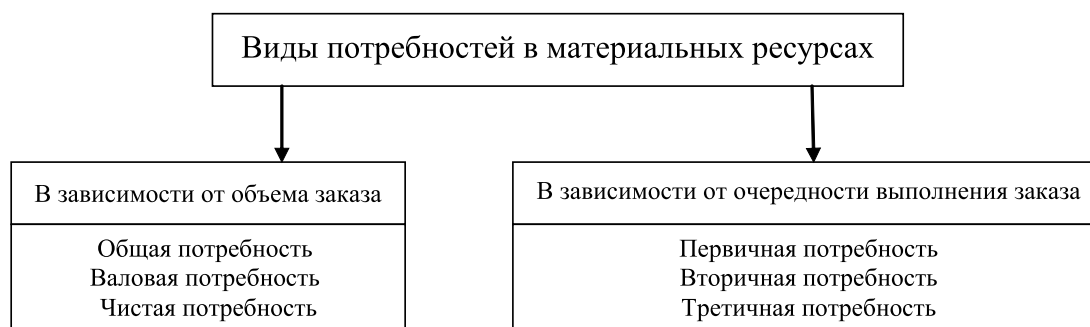 Виды потребностей в материальных ресурсах
В зависимости от объема заказа
Общая потребность
Валовая потребность
Чистая потребность
В зависимости от очередности выполнения заказа
Первичная потребность
Вторичная потребность
Третичная потребность